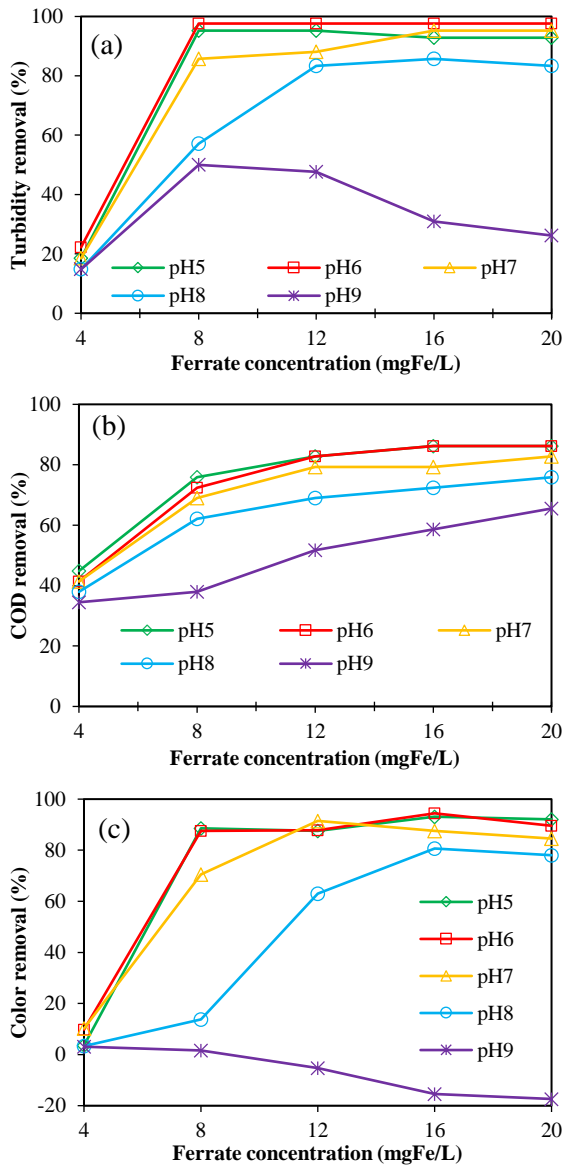 100
(a)
80
60
40
20
0
Turbidity removal (%)
pH5 pH6 pH7
pH8 pH9
4 8 12 16 20
Ferrate concentration (mgFe/L)
100
(b)
80
60
40
20
0
COD removal (%)
pH5 pH6 pH7
pH8 pH9
4 8 12 16 20
Ferrate concentration (mgFe/L)
100
(c)
80
60
40
20
0
-20
Color removal (%)
pH5
pH6
pH7
pH8
pH9
4 8 12 16 20
Ferrate concentration (mgFe/L)